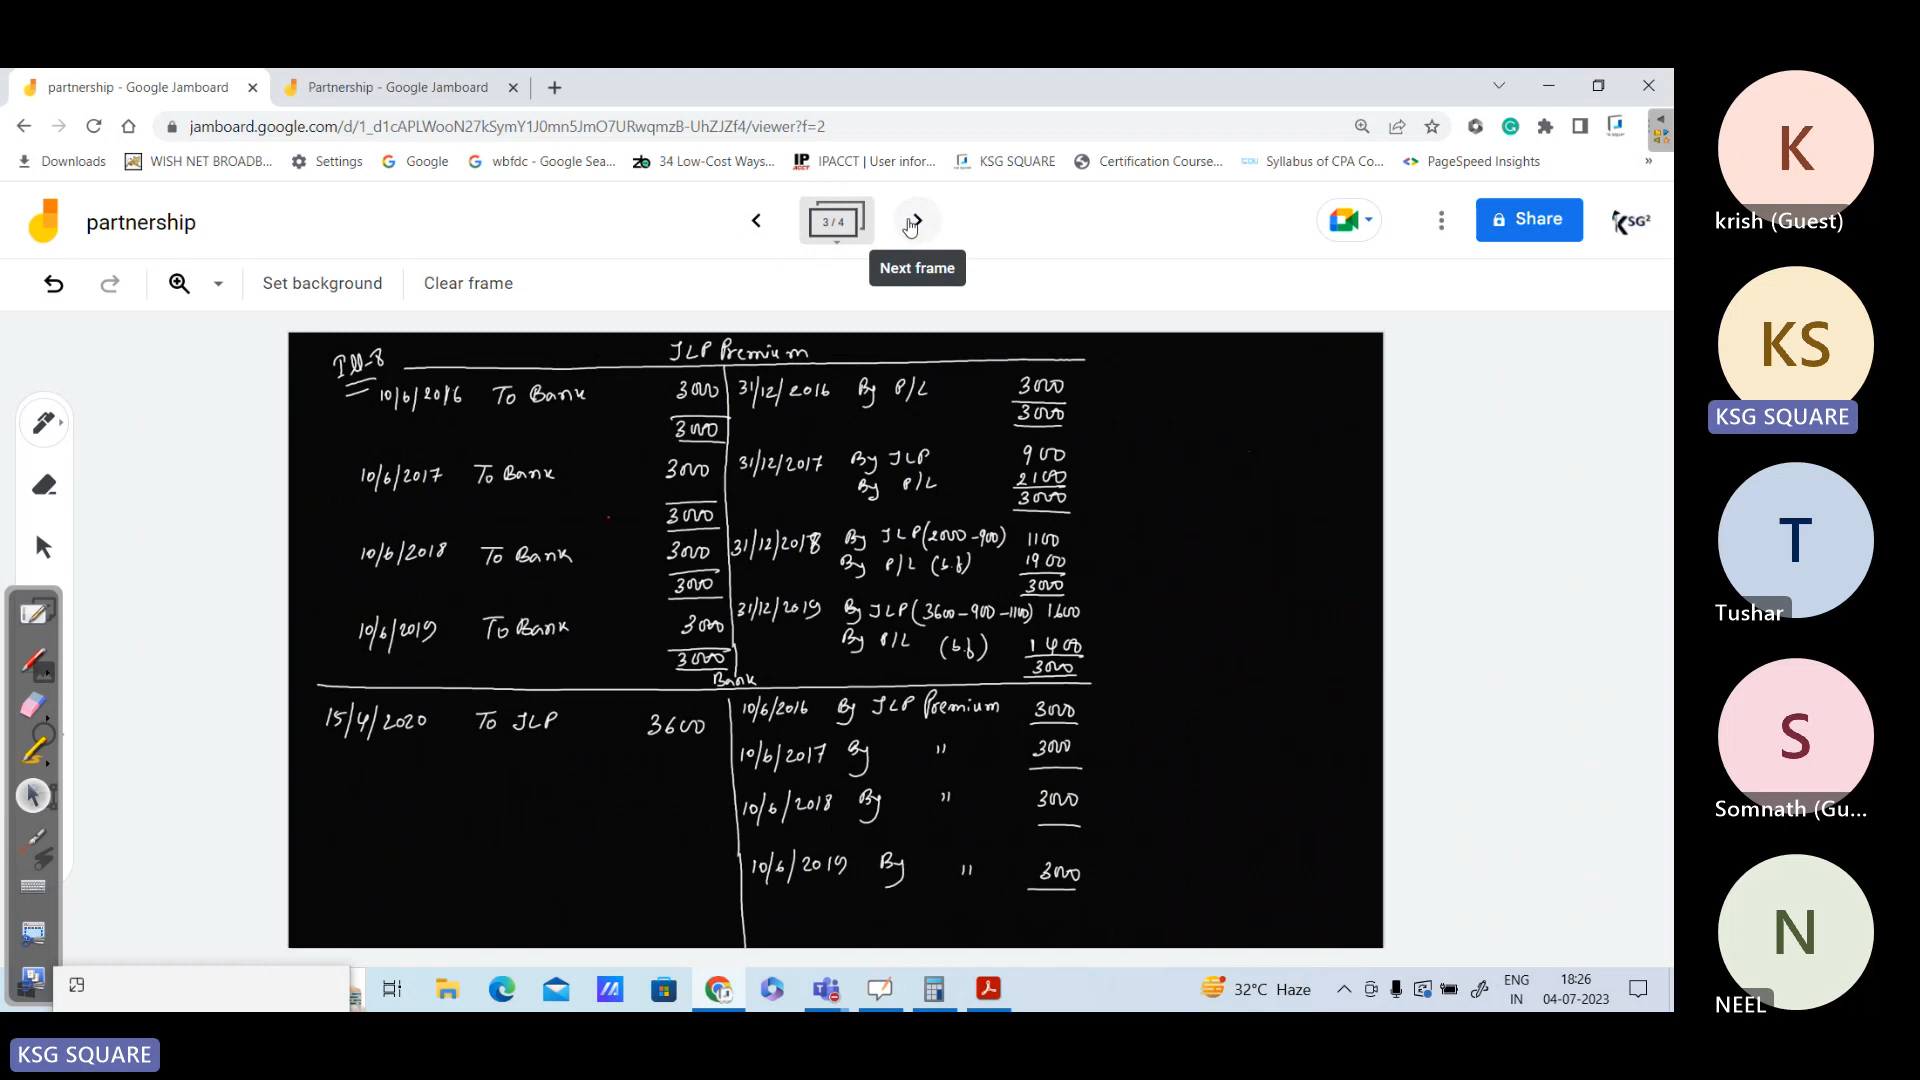 partnership - Google Jamboard
Partnership - Google Jamboard
jamboard.google.com/d/1_d1cAPLWooN27kSymY1J0mn5JmO7URwqmzB-UhZJZf4/viewer?f=2
Downloads WISH NET BROADB... Settings Google wbfdc - Google Sea... 34 Low-Cost Ways... IPACCT | User infor... KSG SQUARE Certification Course... Syllabus of CPA Co... PageSpeed Insights »
partnership
3 / 4
Share
KSG²
Next frame
Set background
Clear frame
Ill-8
JLP Premium
10/6/2016 To Bank 3000 31/12/2016 By P/L 3000
3000 3000
10/6/2017 To Bank 3000 31/12/2017 By JLP 900
By P/L 2100
3000 3000
10/6/2018 To Bank 3000 31/12/2018 By JLP (2000-900) 1100
By P/L (b.f) 1900
3000 3000
10/6/2019 To Bank 3000 31/12/2019 By JLP (3600-900-1100) 1600
By P/L (b.f) 1400
3000 3000
Bank
15/4/2020 To JLP 3600 10/6/2016 By JLP Premium 3000
10/6/2017 By " 3000
10/6/2018 By " 3000
10/6/2019 By " 3000
32°C Haze
ENG
IN
18:26
04-07-2023
K
krish (Guest)
KS
KSG SQUARE
T
Tushar
S
Somnath (Gu...
N
NEEL
KSG SQUARE